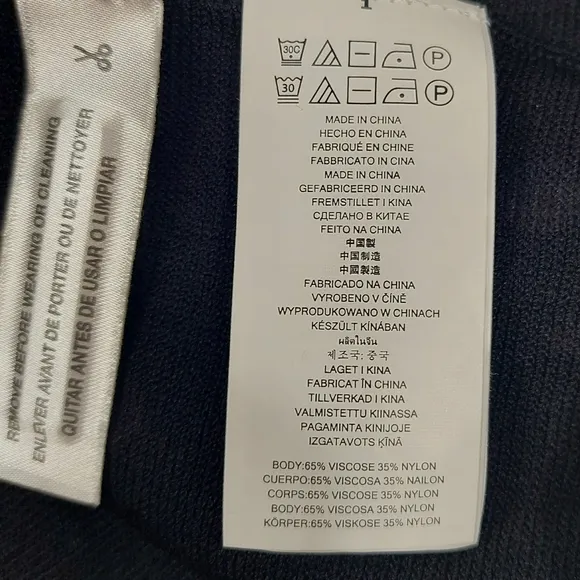 REMOVE BEFORE WEARING OR CLEANING
ENLEVER AVANT DE PORTER OU DE NETTOYER
QUITAR ANTES DE USAR O LIMPIAR
1
30C P
30 P
MADE IN CHINA
HECHO EN CHINA
FABRIQUÉ EN CHINE
FABBRICATO IN CINA
MADE IN CHINA
GEFABRICEERD IN CHINA
FREMSTILLET I KINA
СДЕЛАНО В КИТАЕ
FEITO NA CHINA
中国製
中国制造
中國製造
FABRICADO NA CHINA
VYROBENO V ČÍNĚ
WYPRODUKOWANO W CHINACH
KÉSZÜLT KÍNÁBAN
ผลิตในจีน
제조국: 중국
LAGET I KINA
FABRICAT ÎN CHINA
TILLVERKAD I KINA
VALMISTETTU KIINASSA
PAGAMINTA KINIJOJE
IZGATAVOTS ĶĪNĀ
BODY:65% VISCOSE 35% NYLON
CUERPO:65% VISCOSA 35% NAILON
CORPS:65% VISCOSE 35% NYLON
BODY:65% VISCOSA 35% NYLON
KÖRPER:65% VISKOSE 35% NYLON